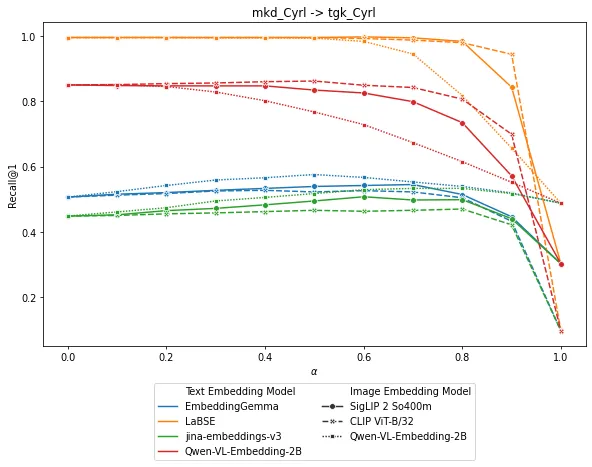 mkd_Cyrl -> tgk_Cyrl
Recall@1
1.0
0.8
0.6
0.4
0.2
0.0 0.2 0.4 0.6 0.8 1.0
α
Text Embedding Model
EmbeddingGemma
LaBSE
jina-embeddings-v3
Qwen-VL-Embedding-2B
Image Embedding Model
SigLIP 2 So400m
CLIP ViT-B/32
Qwen-VL-Embedding-2B